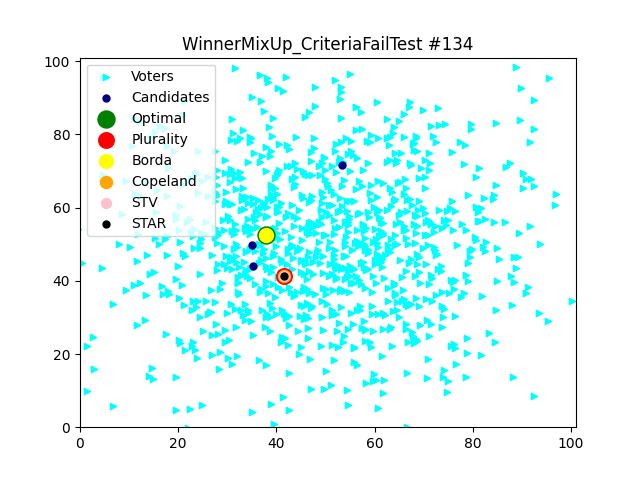 WinnerMixUp_CriteriaFailTest #134
100
80
60
40
20
0
Voters
Candidates
Optimal
Plurality
Borda
Copeland
STV
STAR
0 20 40 60 80 100